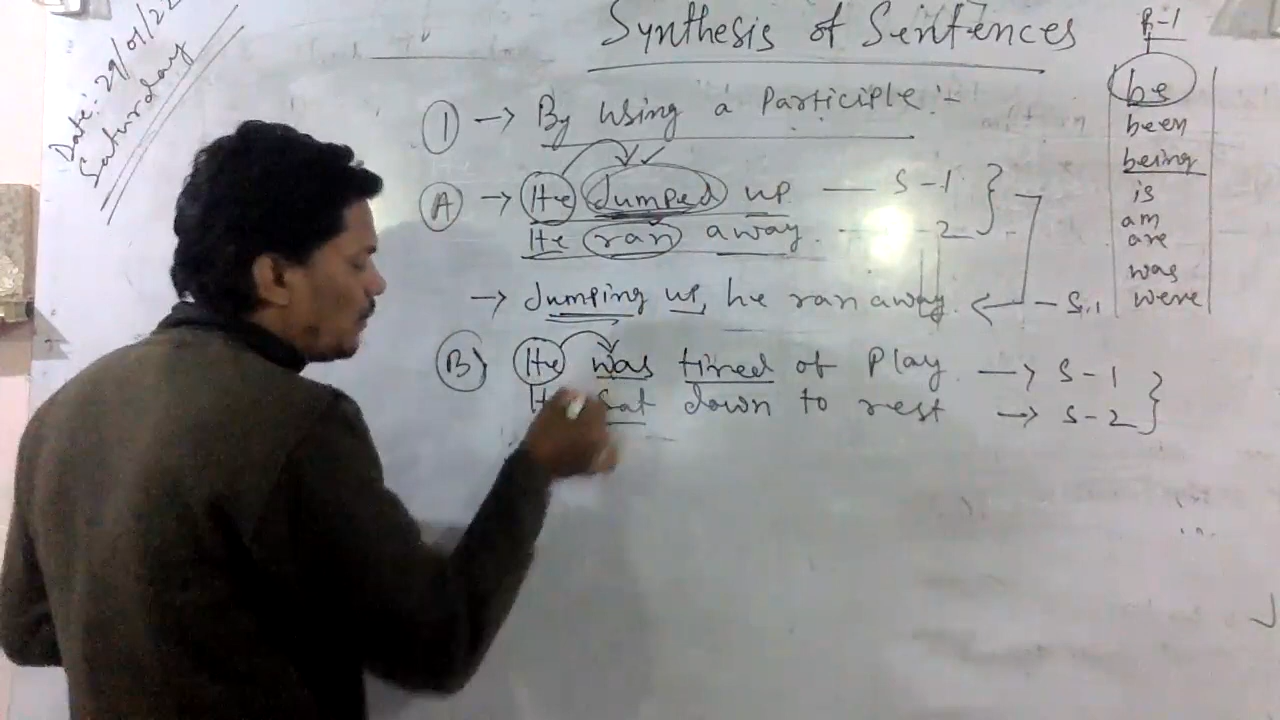 Date:- 29/01/22
Saturday
Synthesis of Sentences
① → By using a Participle :-
Ⓐ → He Jumped up — S-1
He ran away. - 2
→ Jumping up, he ran away. ← — S-1
Ⓑ He was tired of Play. → S-1
He Sat down to rest → S-2
R-1
be
been
being
is
am
are
was
were